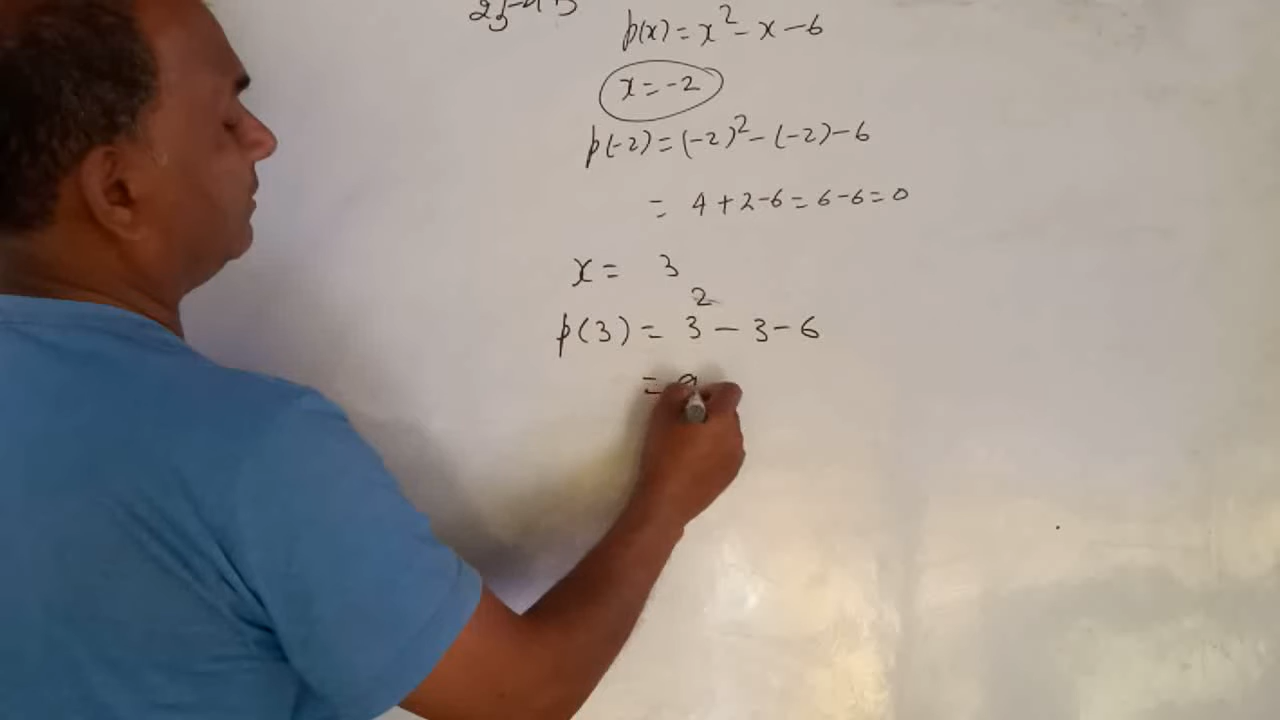 p(x) = x² - x - 6
x = -2
p(-2) = (-2)² - (-2) - 6
= 4 + 2 - 6 = 6 - 6 = 0
x = 3
p(3) = 3² - 3 - 6
= 9